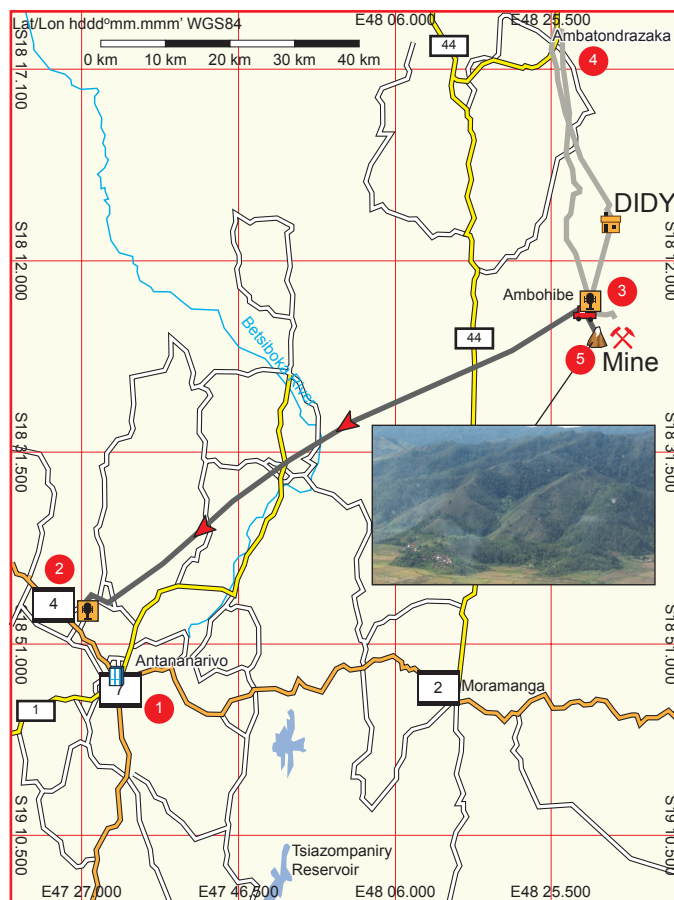 Lat/Lon hdddºmm.mmm’ WGS84
E48 06.000
E48 25.500
0 km
10 km
20 km
30 km
40 km
44
Ambatondrazaka
4
S18 17.100
DIDY
S18 12.000
S18 12.000
Ambohibe
3
Betsiboka River
44
5
Mine
S18 31.500
S18 31.500
2
4
S18 51.000
S18 51.000
Antananarivo
7
2
Moramanga
1
1
S19 10.500
S19 10.500
Tsiazompaniry
Reservoir
E47 27.000
E47 46.500
E48 06.000
E48 25.500